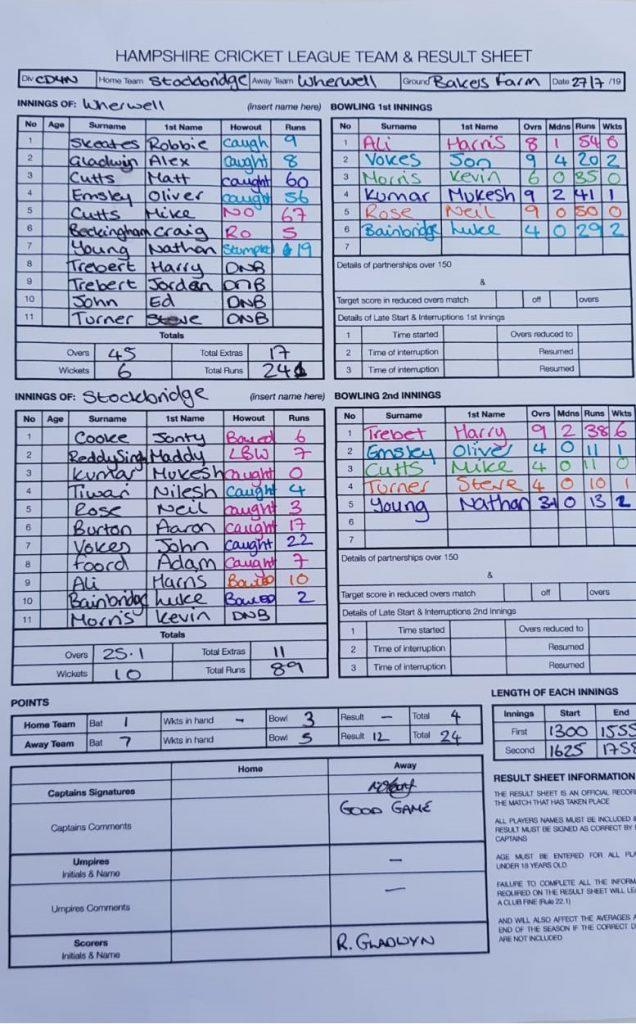 HAMPSHIRE CRICKET LEAGUE TEAM & RESULT SHEET
Div CD4N Home Team Stockbridge Away Team Wherwell Ground Bakers Farm Date 27/7 /19
INNINGS OF: Wherwell (insert name here)
No Age Surname 1st Name Howout Runs
1 Skeates Robbie caugh 9
2 Gladwin Alex caught 8
3 Cutts Matt caught 60
4 Emsley Oliver caught 56
5 Cutts Mike NO 67
6 Beckingham Craig Ro 5
7 Young Nathan Stumped 19
8 Trebert Harry DNB
9 Trebert Jordan DNB
10 John Ed DNB
11 Turner Steve DNB
Totals
Overs 45 Total Extras 17
Wickets 6 Total Runs 241
BOWLING 1ST INNINGS
Surname 1st Name Ovrs Mdns Runs Wkts
1 Ali Harris 8 1 54 0
2 Vokes Jon 9 4 20 2
3 Morris Kevin 6 0 35 0
4 Kumar Mukesh 9 2 41 1
5 Rose Neil 9 0 50 0
6 Bainbridge Luke 4 0 29 2
7
Details of partnerships over 150
&
Target score in reduced overs match off overs
Details of Late Start & Interruptions 1st Innings
1 Time started Overs reduced to
2 Time of interruption Resumed
3 Time of interruption Resumed
INNINGS OF: Stockbridge (insert name here)
No Age Surname 1st Name Howout Runs
1 Cooke Jonty Bowled 6
2 ReddySing Maddy LBW 7
3 Kumar Mukesh caught 0
4 Tiwari Nilesh Caught 4
5 Rose Neil caught 3
6 Burton Aaron caught 17
7 Vokes John caught 22
8 Foord Adam Caught 7
9 Ali Harris Bowled 10
10 Bainbridge Luke Bowled 2
11 Morris Kevin DNB
Totals
Overs 25.1 Total Extras 11
Wickets 10 Total Runs 89
BOWLING 2ND INNINGS
Surname 1st Name Ovrs Mdns Runs Wkts
1 Trebet Harry 9 2 38 6
2 Emsley Oliver 4 0 11 1
3 Cutts Mike 4 0 11 0
4 Turner Steve 4 0 10 1
5 Young Nathan 0 13 2
6
7
Details of partnerships over 150
&
Target score in reduced overs match off overs
Details of Late Start & Interruptions 2nd Innings
1 Time started Overs reduced to
2 Time of interruption Resumed
3 Time of interruption Resumed
POINTS
Home Team Bat 1 Wkts in hand - Bowl 3 Result - Total 4
Away Team Bat 7 Wkts in hand Bowl 5 Result 12 Total 24
LENGTH OF EACH INNINGS
Innings Start End
First 1300 1555
Second 1625 1758
Home Away
Captains Signatures
Captains Comments GOOD GAME
Umpires -
Initials & Name
Umpires Comments -
Scorers R. GLADWYN
Initials & Name
RESULT SHEET INFORMATION
THE RESULT SHEET IS AN OFFICIAL RECOR
THE MATCH THAT HAS TAKEN PLACE
ALL PLAYERS NAMES MUST BE INCLUDED &
RESULT MUST BE SIGNED AS CORRECT BY
CAPTAINS
AGE MUST BE ENTERED FOR ALL PLA
UNDER 18 YEARS OLD
FAILURE TO COMPLETE ALL THE INFORM
REQUIRED ON THE RESULT SHEET WILL LE
A CLUB FINE (Rule 22.1)
AND WILL ALSO AFFECT THE AVERAGES A
END OF THE SEASON IF THE CORRECT D
ARE NOT INCLUDED